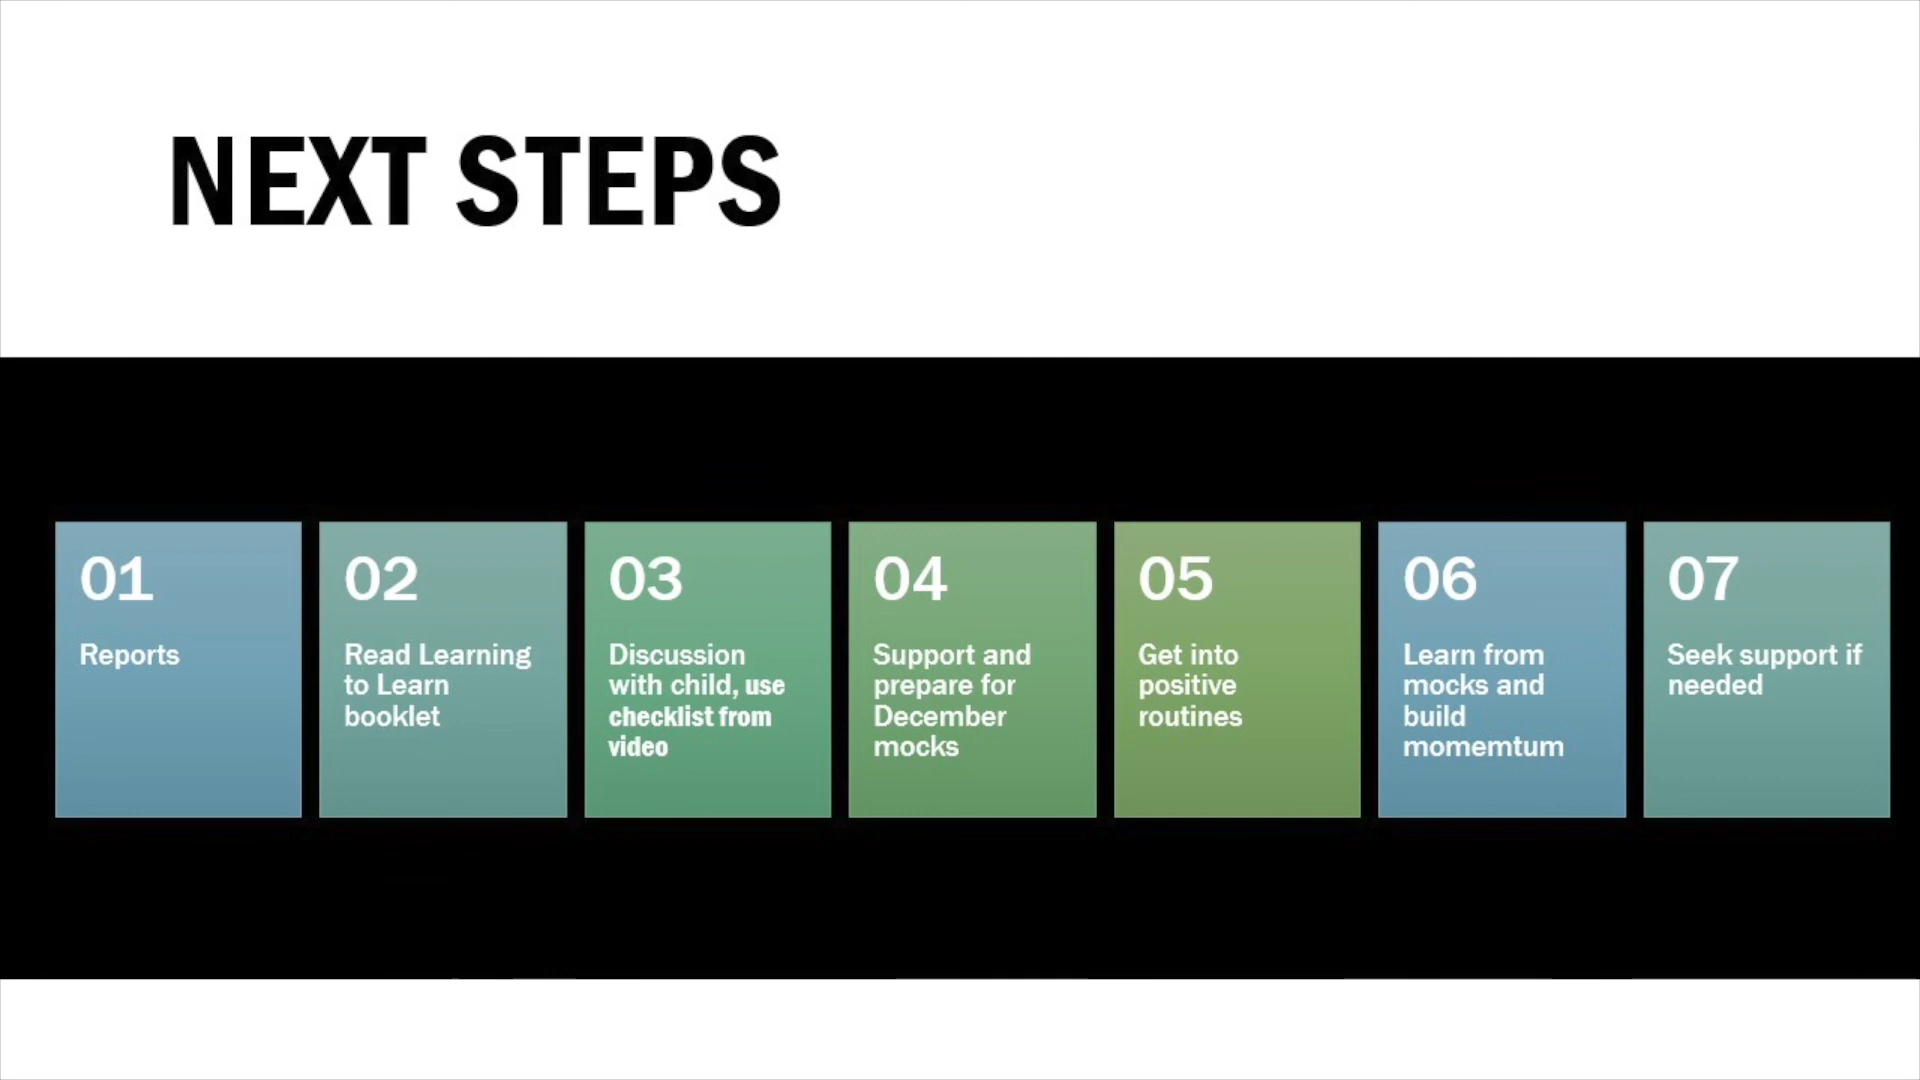 NEXT STEPS
01
Reports
02
Read Learning
to Learn
booklet
03
Discussion
with child, use
checklist from
video
04
Support and
prepare for
December
mocks
05
Get into
positive
routines
06
Learn from
mocks and
build
momemtum
07
Seek support if
needed